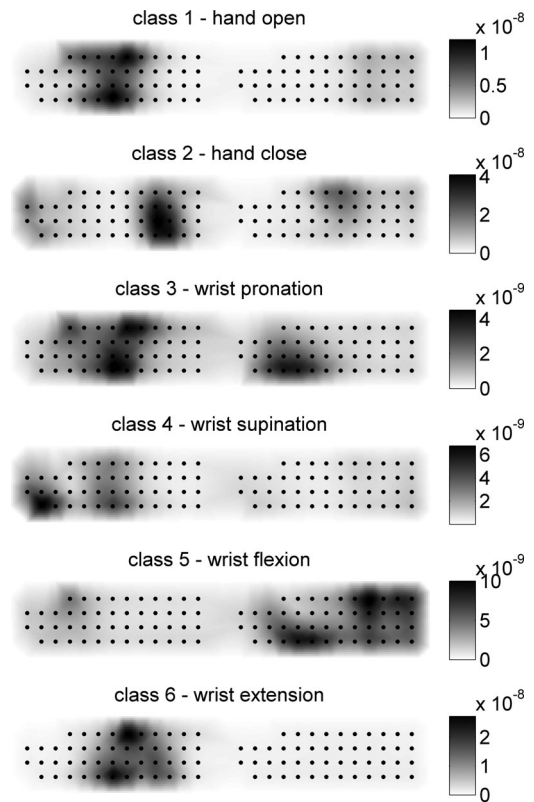 class 1 - hand open
x 10⁻⁸
1
0.5
0
class 2 - hand close
x 10⁻⁸
4
2
0
class 3 - wrist pronation
x 10⁻⁹
4
2
0
class 4 - wrist supination
x 10⁻⁹
6
4
2
class 5 - wrist flexion
x 10⁻⁹
10
5
0
class 6 - wrist extension
x 10⁻⁸
2
1
0